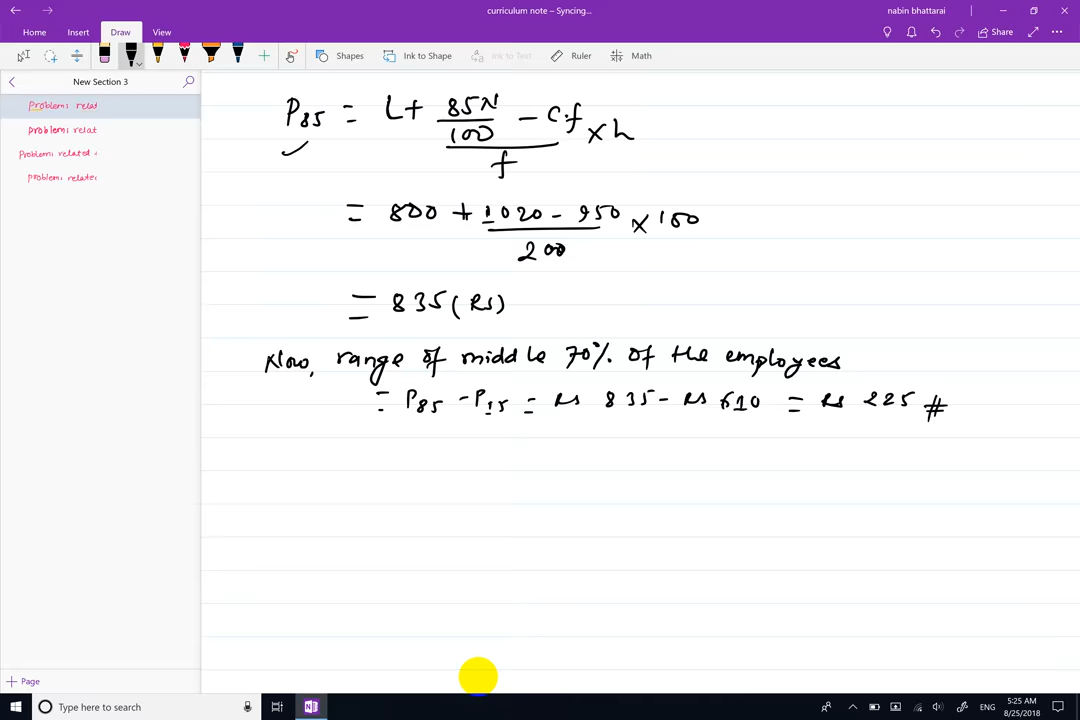 curriculum note – Syncing...
nabin bhattarai
Home Insert Draw View
Share
Shapes Ink to Shape Ink to Text Ruler Math
New Section 3
Problems relat
problem relat
Problems related
problem relate
P85 = L+ 85N/100 - c.f / f × h
= 800 + 1020 - 950 / 200 × 100
= 835 (Rs)
Now, range of middle 70% of the employees
= P85 - P15 = Rs 835 - Rs 610 = Rs 225 #
+ Page
Type here to search
ENG
5:25 AM
8/25/2018